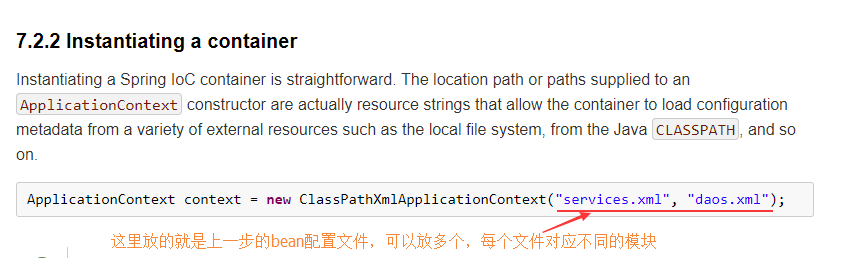 7.2.2 Instantiating a container
Instantiating a Spring IoC container is straightforward. The location path or paths supplied to an
ApplicationContext constructor are actually resource strings that allow the container to load configuration
metadata from a variety of external resources such as the local file system, from the Java CLASSPATH, and so
on.
ApplicationContext context = new ClassPathXmlApplicationContext("services.xml", "daos.xml");
这里放的就是上一步的bean配置文件，可以放多个，每个文件对应不同的模块